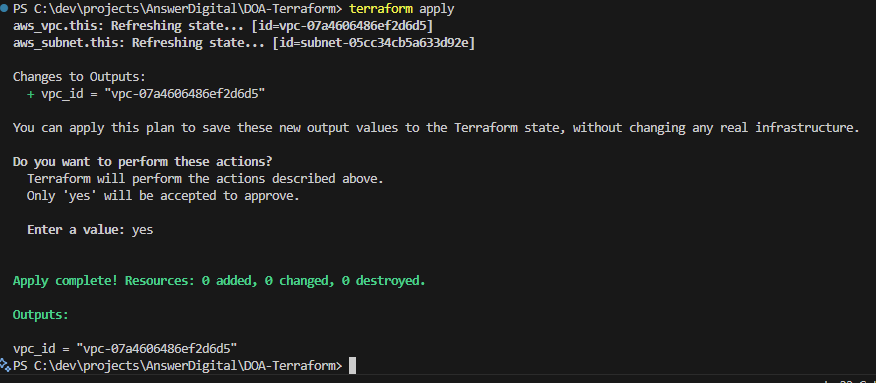 PS C:\dev\projects\AnswerDigital\DOA-Terraform> terraform apply
aws_vpc.this: Refreshing state... [id=vpc-07a4606486ef2d6d5]
aws_subnet.this: Refreshing state... [id=subnet-05cc34cb5a633d92e]
Changes to Outputs:
+ vpc_id = "vpc-07a4606486ef2d6d5"
You can apply this plan to save these new output values to the Terraform state, without changing any real infrastructure.
Do you want to perform these actions?
Terraform will perform the actions described above.
Only 'yes' will be accepted to approve.
Enter a value: yes
Apply complete! Resources: 0 added, 0 changed, 0 destroyed.
Outputs:
vpc_id = "vpc-07a4606486ef2d6d5"
PS C:\dev\projects\AnswerDigital\DOA-Terraform>